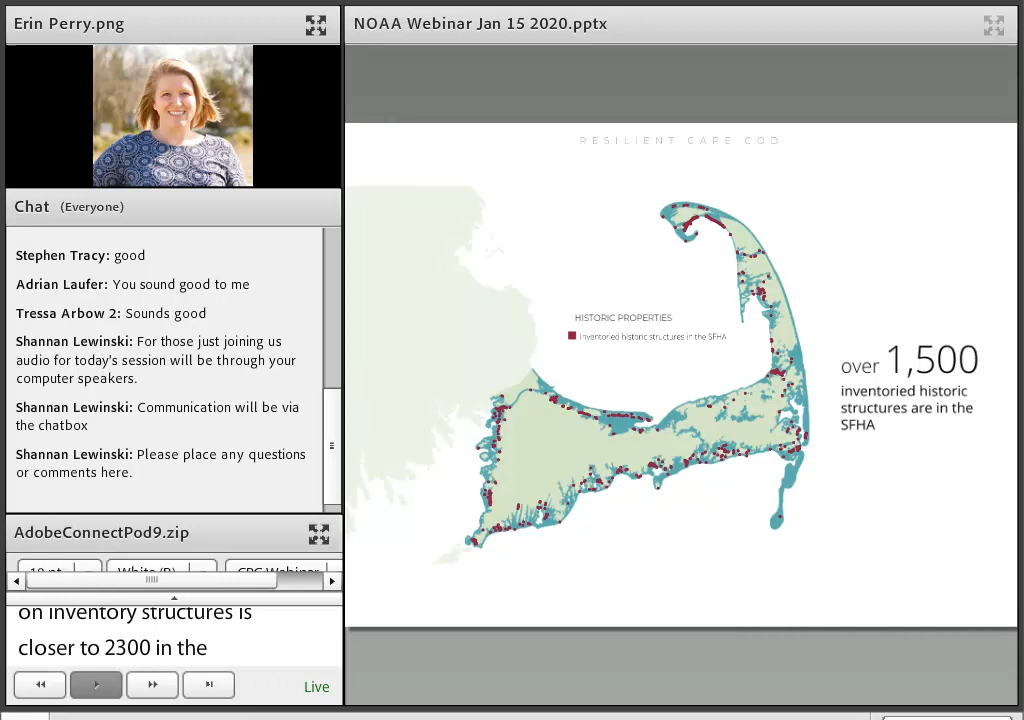 Erin Perry.png
NOAA Webinar Jan 15 2020.pptx
RESILIENT CAPE COD
Chat (Everyone)
Stephen Tracy: good
Adrian Laufer: You sound good to me
Tressa Arbow 2: Sounds good
Shannan Lewinski: For those just joining us
audio for today's session will be through your
computer speakers.
Shannan Lewinski: Communication will be via
the chatbox
Shannan Lewinski: Please place any questions
or comments here.
HISTORIC PROPERTIES
Inventoried historic structures in the SFHA
over 1,500
inventoried historic
structures are in the
SFHA
AdobeConnectPod9.zip
on inventory structures is
closer to 2300 in the
Live